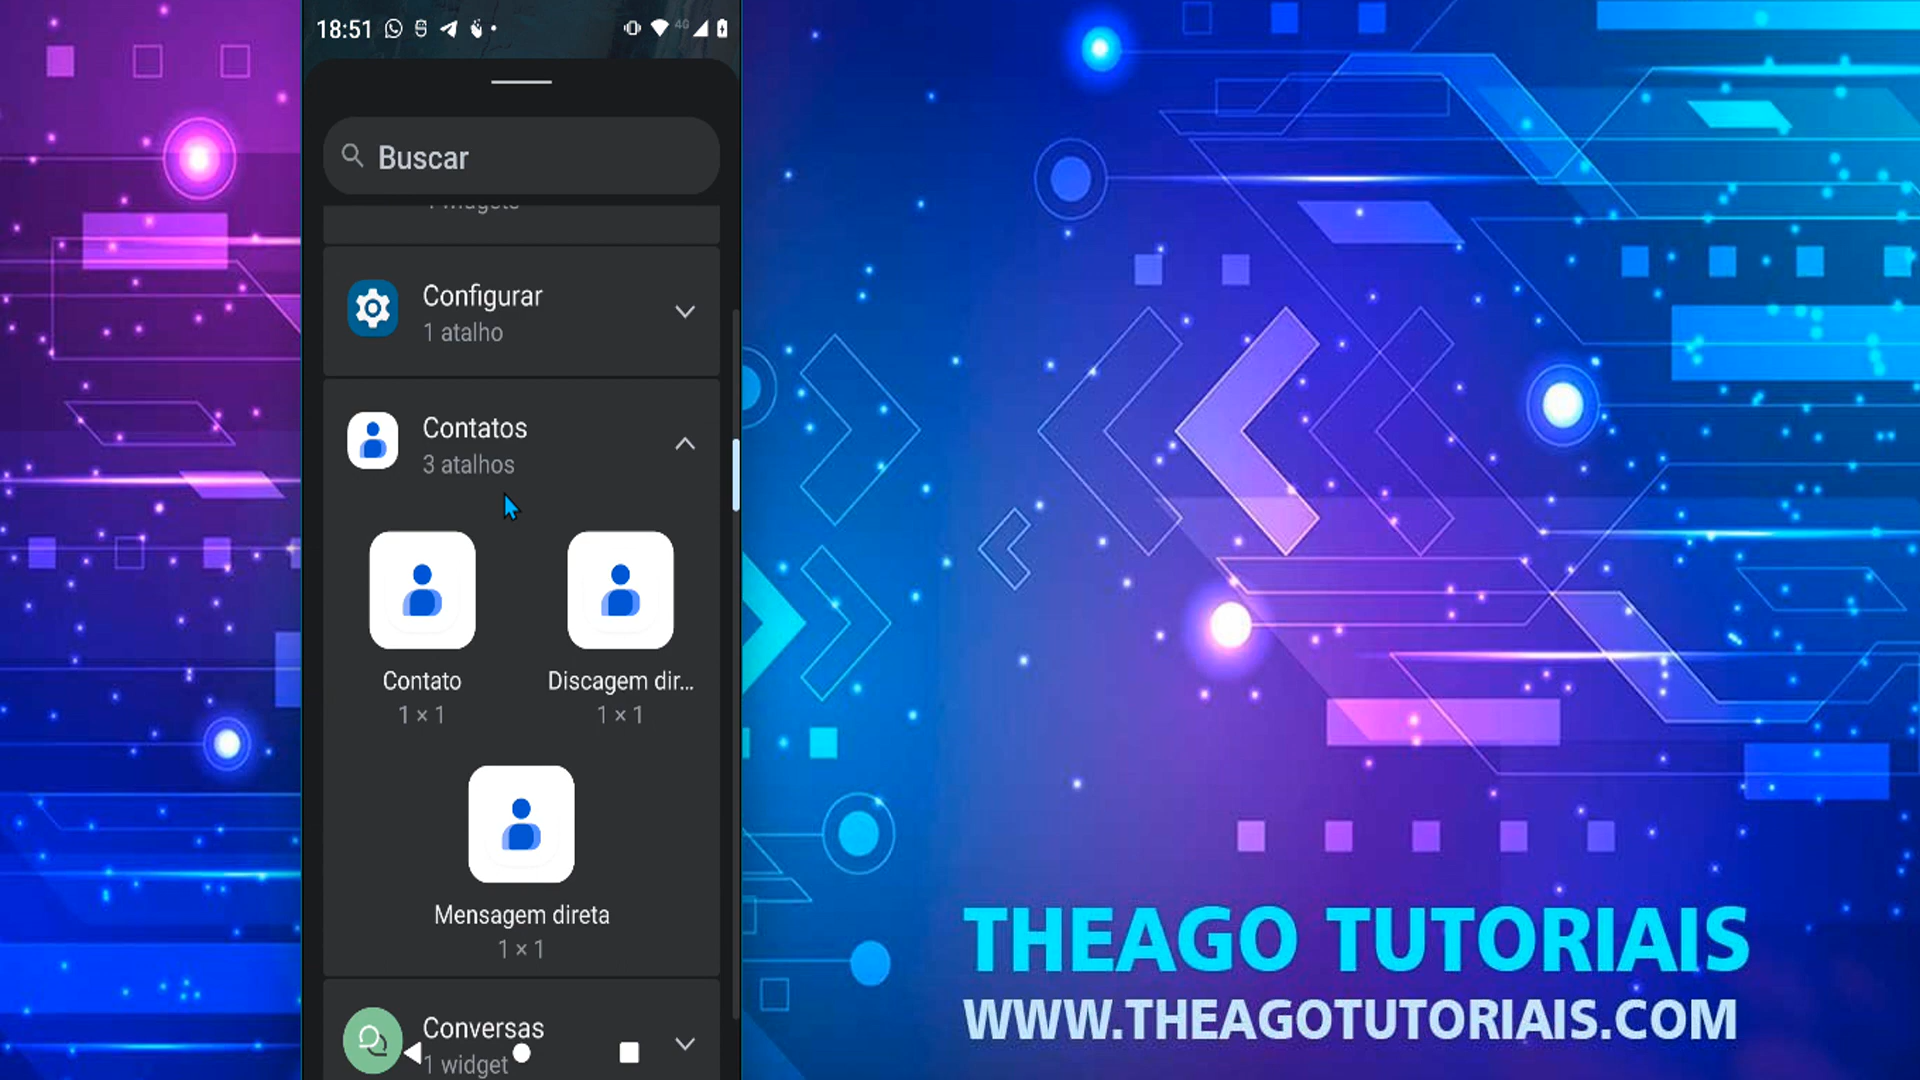 18:51
4G
Buscar
Configurar
1 atalho
Contatos
3 atalhos
Contato
1 × 1
Discagem dir...
1 × 1
Mensagem direta
1 × 1
Conversas
1 widget
THEAGO TUTORIAIS
WWW.THEAGOTUTORIAIS.COM